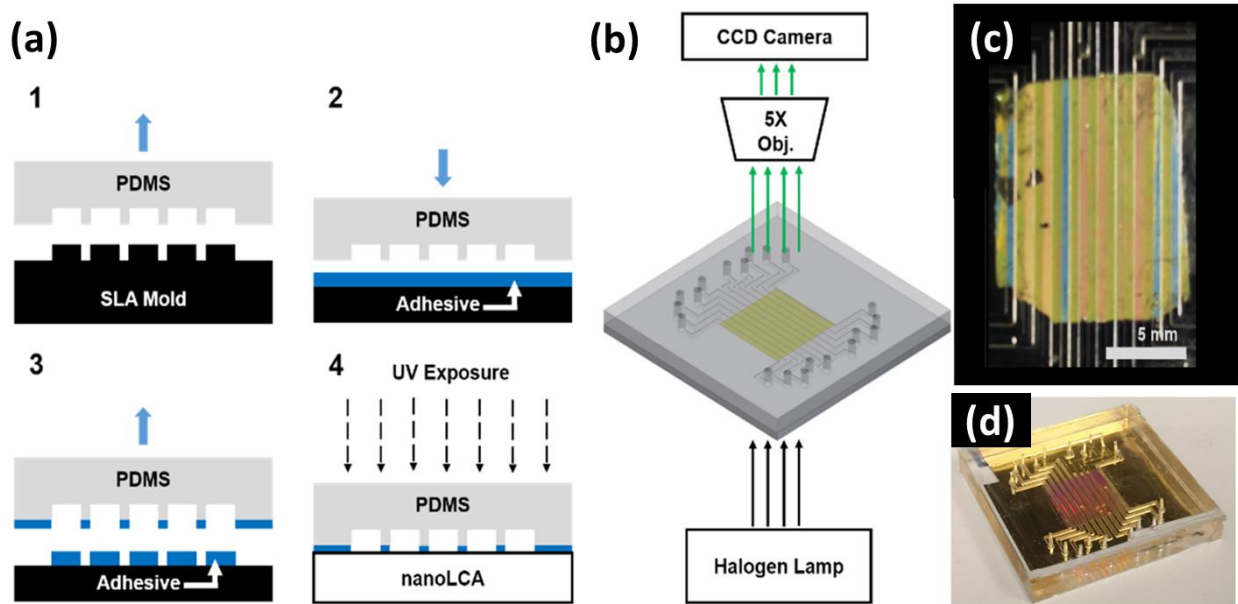 (a)
1
PDMS
SLA Mold
2
PDMS
Adhesive
3
PDMS
Adhesive
4
UV Exposure
PDMS
nanoLCA
(b)
CCD Camera
5X
Obj.
Halogen Lamp
(c)
5 mm
(d)